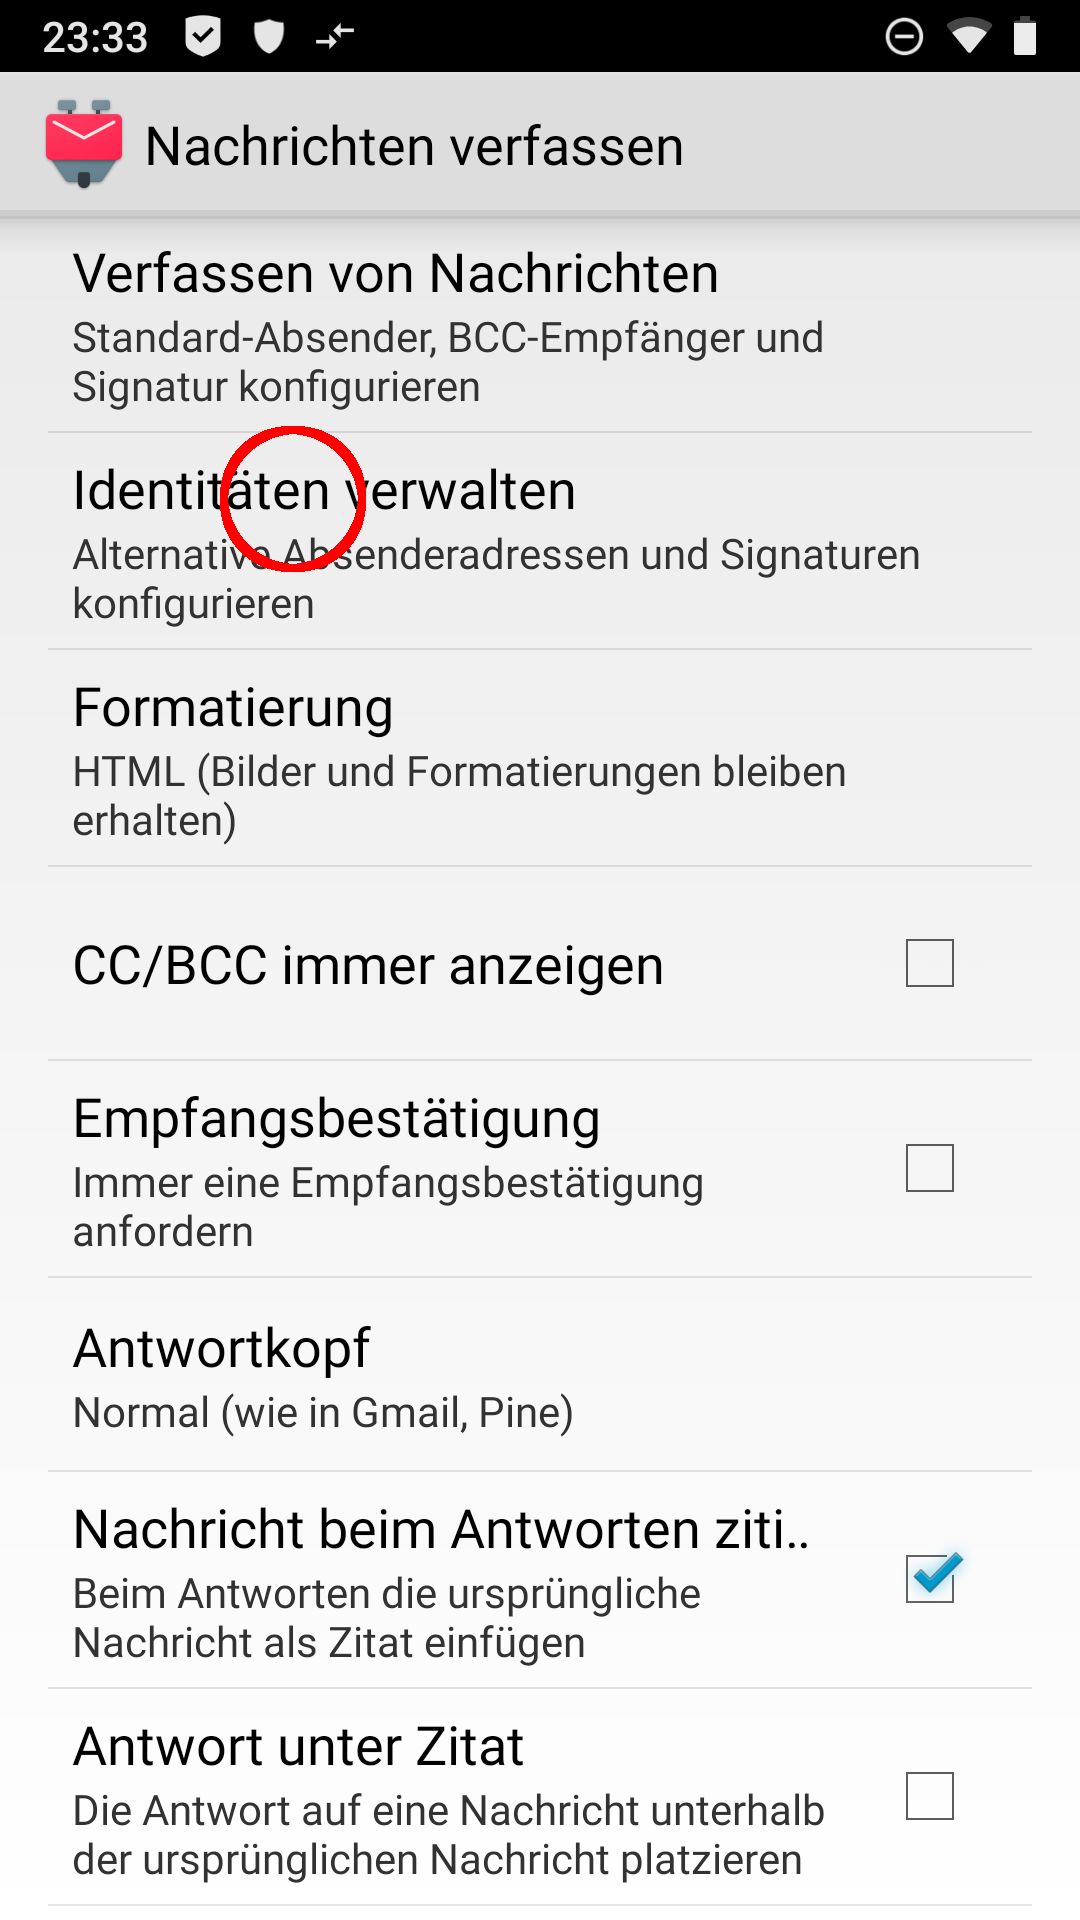 23:33
Nachrichten verfassen
Verfassen von Nachrichten
Standard-Absender, BCC-Empfänger und
Signatur konfigurieren
Identitäten verwalten
Alternative Absenderadressen und Signaturen
konfigurieren
Formatierung
HTML (Bilder und Formatierungen bleiben
erhalten)
CC/BCC immer anzeigen
Empfangsbestätigung
Immer eine Empfangsbestätigung
anfordern
Antwortkopf
Normal (wie in Gmail, Pine)
Nachricht beim Antworten ziti..
Beim Antworten die ursprüngliche
Nachricht als Zitat einfügen
Antwort unter Zitat
Die Antwort auf eine Nachricht unterhalb
der ursprünglichen Nachricht platzieren